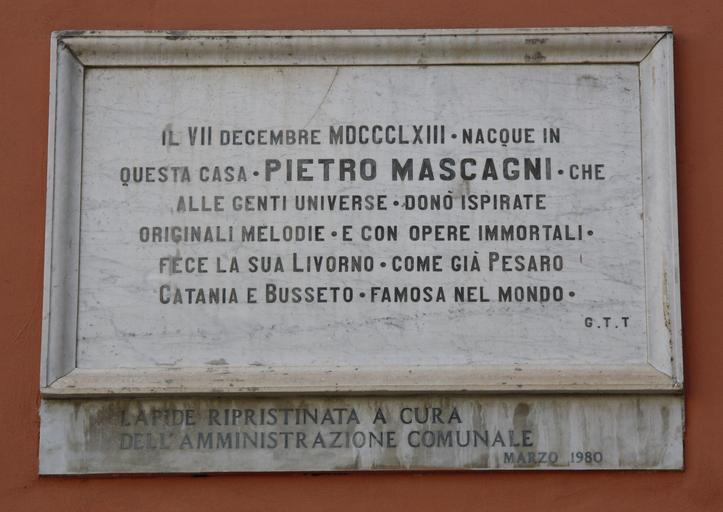 IL VII DECEMBRE MDCCCLXIII • NACQUE IN
QUESTA CASA • PIETRO MASCAGNI • CHE
ALLE GENTI UNIVERSE • DONÒ ISPIRATE
ORIGINALI MELODIE • E CON OPERE IMMORTALI •
FECE LA SUA LIVORNO • COME GIÀ PESARO
CATANIA E BUSSETO • FAMOSA NEL MONDO •
G.T.T
LAPIDE RIPRISTINATA A CURA
DELL'AMMINISTRAZIONE COMUNALE
MARZO 1980